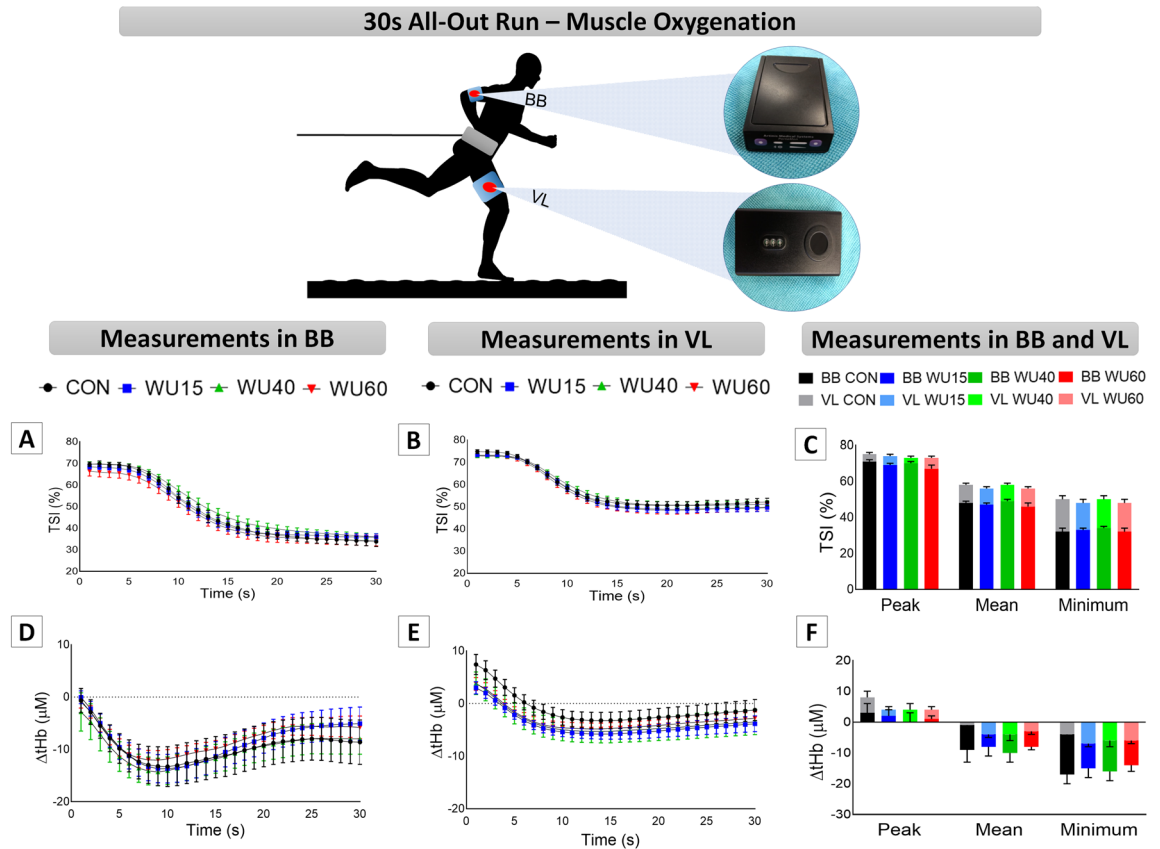 30s All-Out Run – Muscle Oxygenation
BB
VL
Measurements in BB
Measurements in VL
Measurements in BB and VL
CON WU15 WU40 WU60
CON WU15 WU40 WU60
BB CON BB WU15 BB WU40 BB WU60
VL CON VL WU15 VL WU40 VL WU60
A
80
70
60
50
40
30
20
TSI (%)
0 5 10 15 20 25 30
Time (s)
B
80
70
60
50
40
30
20
TSI (%)
0 5 10 15 20 25 30
Time (s)
C
80
60
40
20
0
TSI (%)
Peak Mean Minimum
D
10
0
-10
-20
ΔtHb (μM)
0 5 10 15 20 25 30
Time (s)
E
10
0
-10
-20
ΔtHb (μM)
0 5 10 15 20 25 30
Time (s)
F
20
10
0
-10
-20
-30
ΔtHb (μM)
Peak Mean Minimum